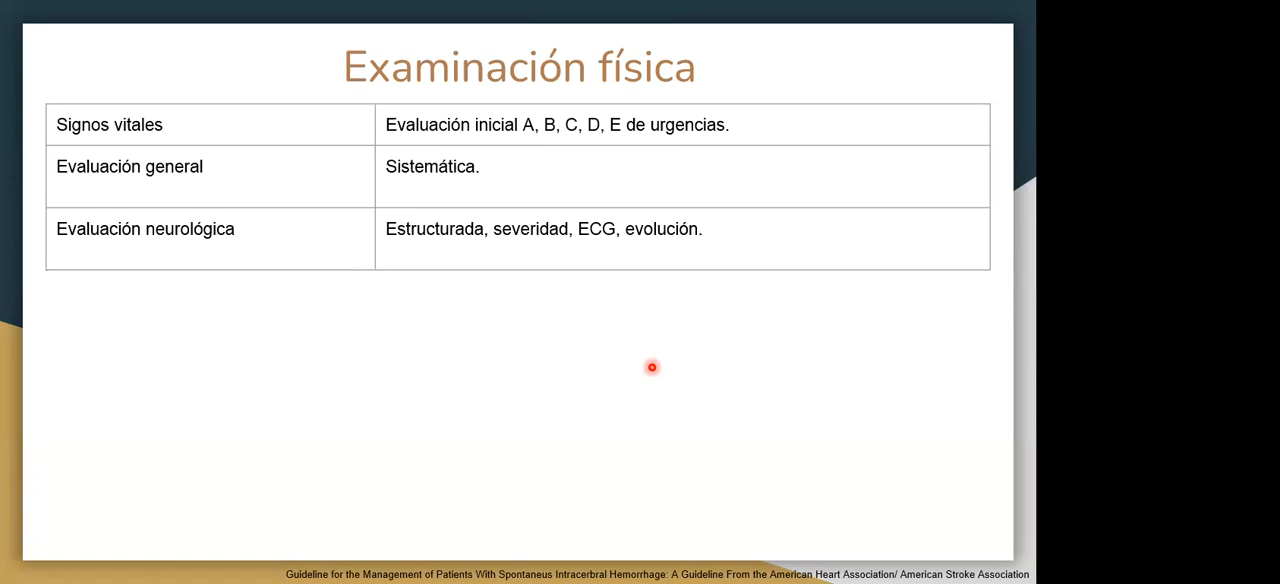 Examinación física
Signos vitales
Evaluación inicial A, B, C, D, E de urgencias.
Evaluación general
Sistemática.
Evaluación neurológica
Estructurada, severidad, ECG, evolución.
Guideline for the Management of Patients With Spontaneus Intracerbral Hemorrhage: A Guideline From the American Heart Association/ American Stroke Association